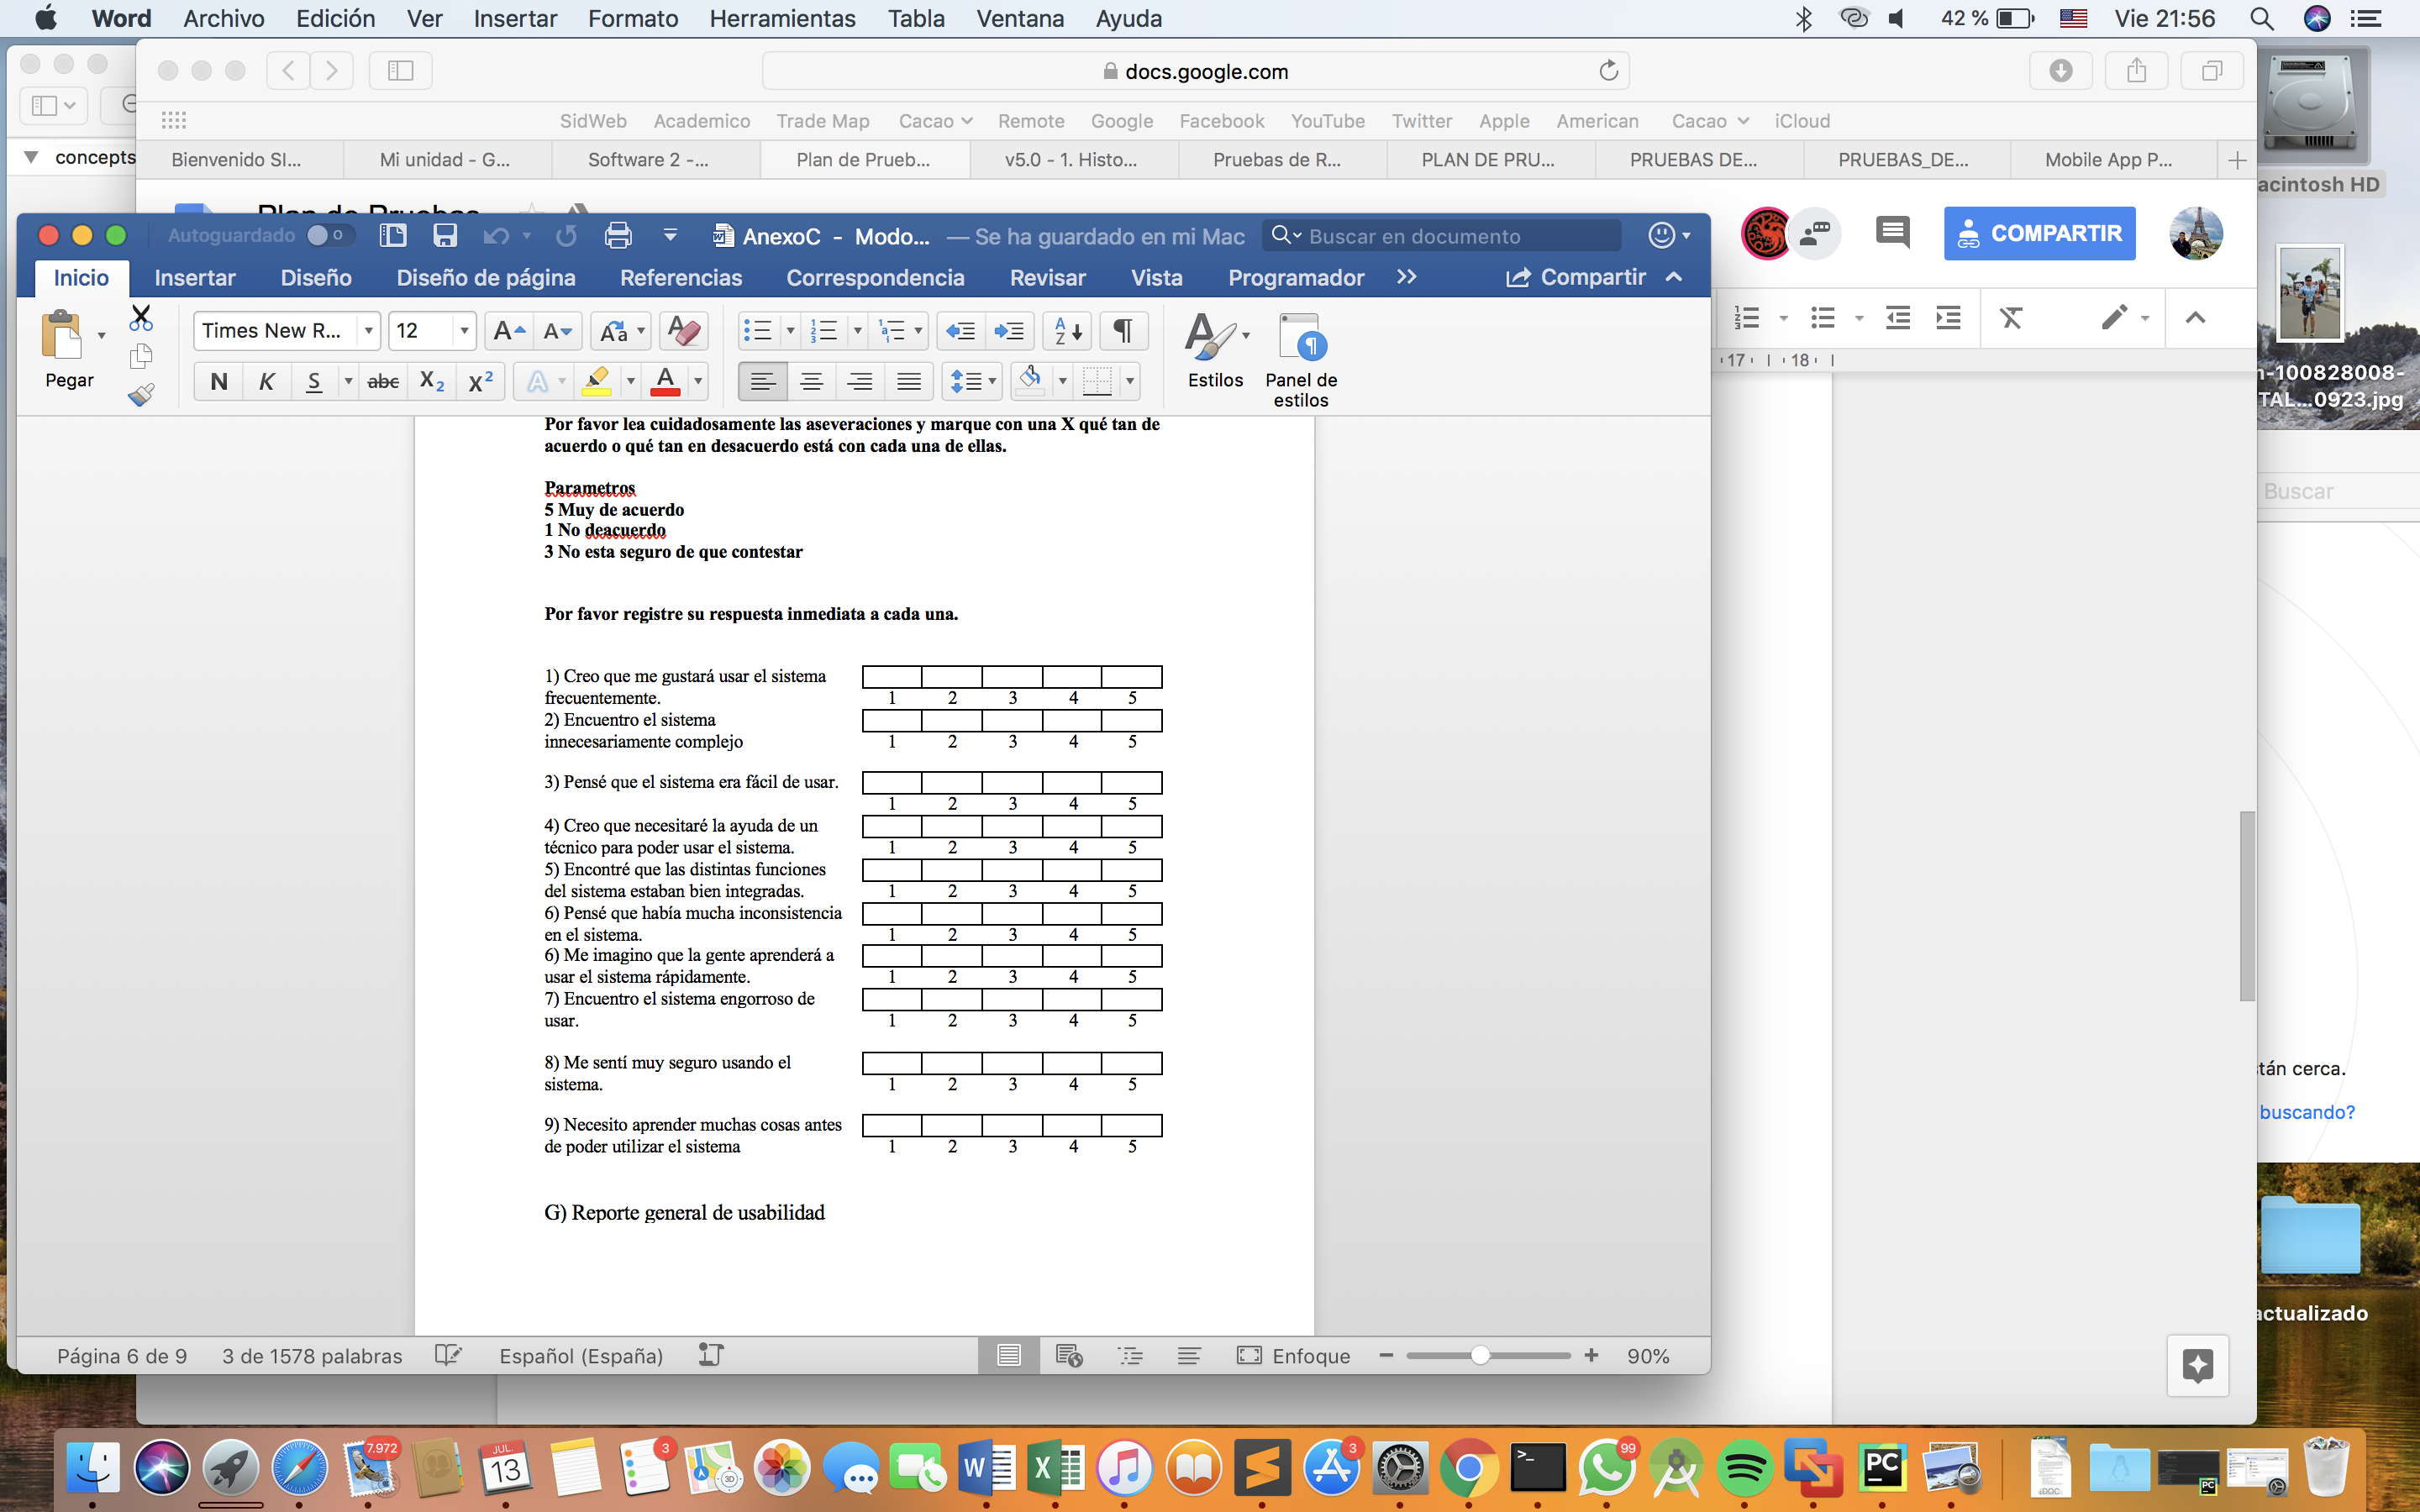 Word Archivo Edición Ver Insertar Formato Herramientas Tabla Ventana Ayuda 42 % Vie 21:56
docs.google.com
SidWeb Academico Trade Map Cacao Remote Google Facebook YouTube Twitter Apple American Cacao iCloud
concepts Bienvenido SI... Mi unidad - G... Software 2 -... Plan de Prueb... v5.0 - 1. Histo... Pruebas de R... PLAN DE PRU... PRUEBAS DE... PRUEBAS_DE... Mobile App P...
acintosh HD
Plan de Pruebas
COMPARTIR
Autoguardado AnexoC - Modo... — Se ha guardado en mi Mac Buscar en documento
Inicio Insertar Diseño Diseño de página Referencias Correspondencia Revisar Vista Programador >> Compartir
Times New R... 12
Pegar
N K S abc X2 X2
Estilos
Panel de
estilos
17 18
n-100828008-
TAL...0923.jpg
Buscar
Por favor lea cuidadosamente las aseveraciones y marque con una X qué tan de
acuerdo o qué tan en desacuerdo está con cada una de ellas.
Parametros
5 Muy de acuerdo
1 No deacuerdo
3 No esta seguro de que contestar
Por favor registre su respuesta inmediata a cada una.
1) Creo que me gustará usar el sistema
frecuentemente.
1 2 3 4 5
2) Encuentro el sistema
innecesariamente complejo
1 2 3 4 5
3) Pensé que el sistema era fácil de usar.
1 2 3 4 5
4) Creo que necesitaré la ayuda de un
técnico para poder usar el sistema.
1 2 3 4 5
5) Encontré que las distintas funciones
del sistema estaban bien integradas.
1 2 3 4 5
6) Pensé que había mucha inconsistencia
en el sistema.
1 2 3 4 5
6) Me imagino que la gente aprenderá a
usar el sistema rápidamente.
1 2 3 4 5
7) Encuentro el sistema engorroso de
usar.
1 2 3 4 5
8) Me sentí muy seguro usando el
sistema.
1 2 3 4 5
9) Necesito aprender muchas cosas antes
de poder utilizar el sistema
1 2 3 4 5
G) Reporte general de usabilidad
tán cerca.
buscando?
actualizado
Página 6 de 9 3 de 1578 palabras Español (España) Enfoque 90%
7.972 JUL. 13 3 3D 3 99 PC